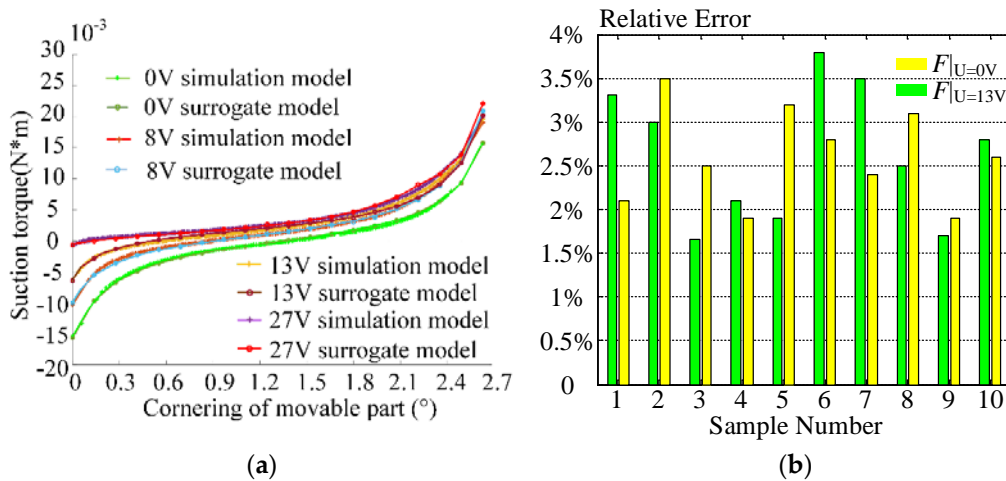 10⁻³
30
25
20
15
10
5
0
-5
-10
-15
-20
Suction torque(N*m)
0V simulation model
0V surrogate model
8V simulation model
8V surrogate model
13V simulation model
13V surrogate model
27V simulation model
27V surrogate model
0 0.3 0.6 0.9 1.2 1.5 1.8 2.1 2.4 2.7
Cornering of movable part (°)
(a)
Relative Error
4%
3.5%
3%
2.5%
2%
1.5%
1%
0.5%
0
F|U=0V
F|U=13V
1 2 3 4 5 6 7 8 9 10
Sample Number
(b)